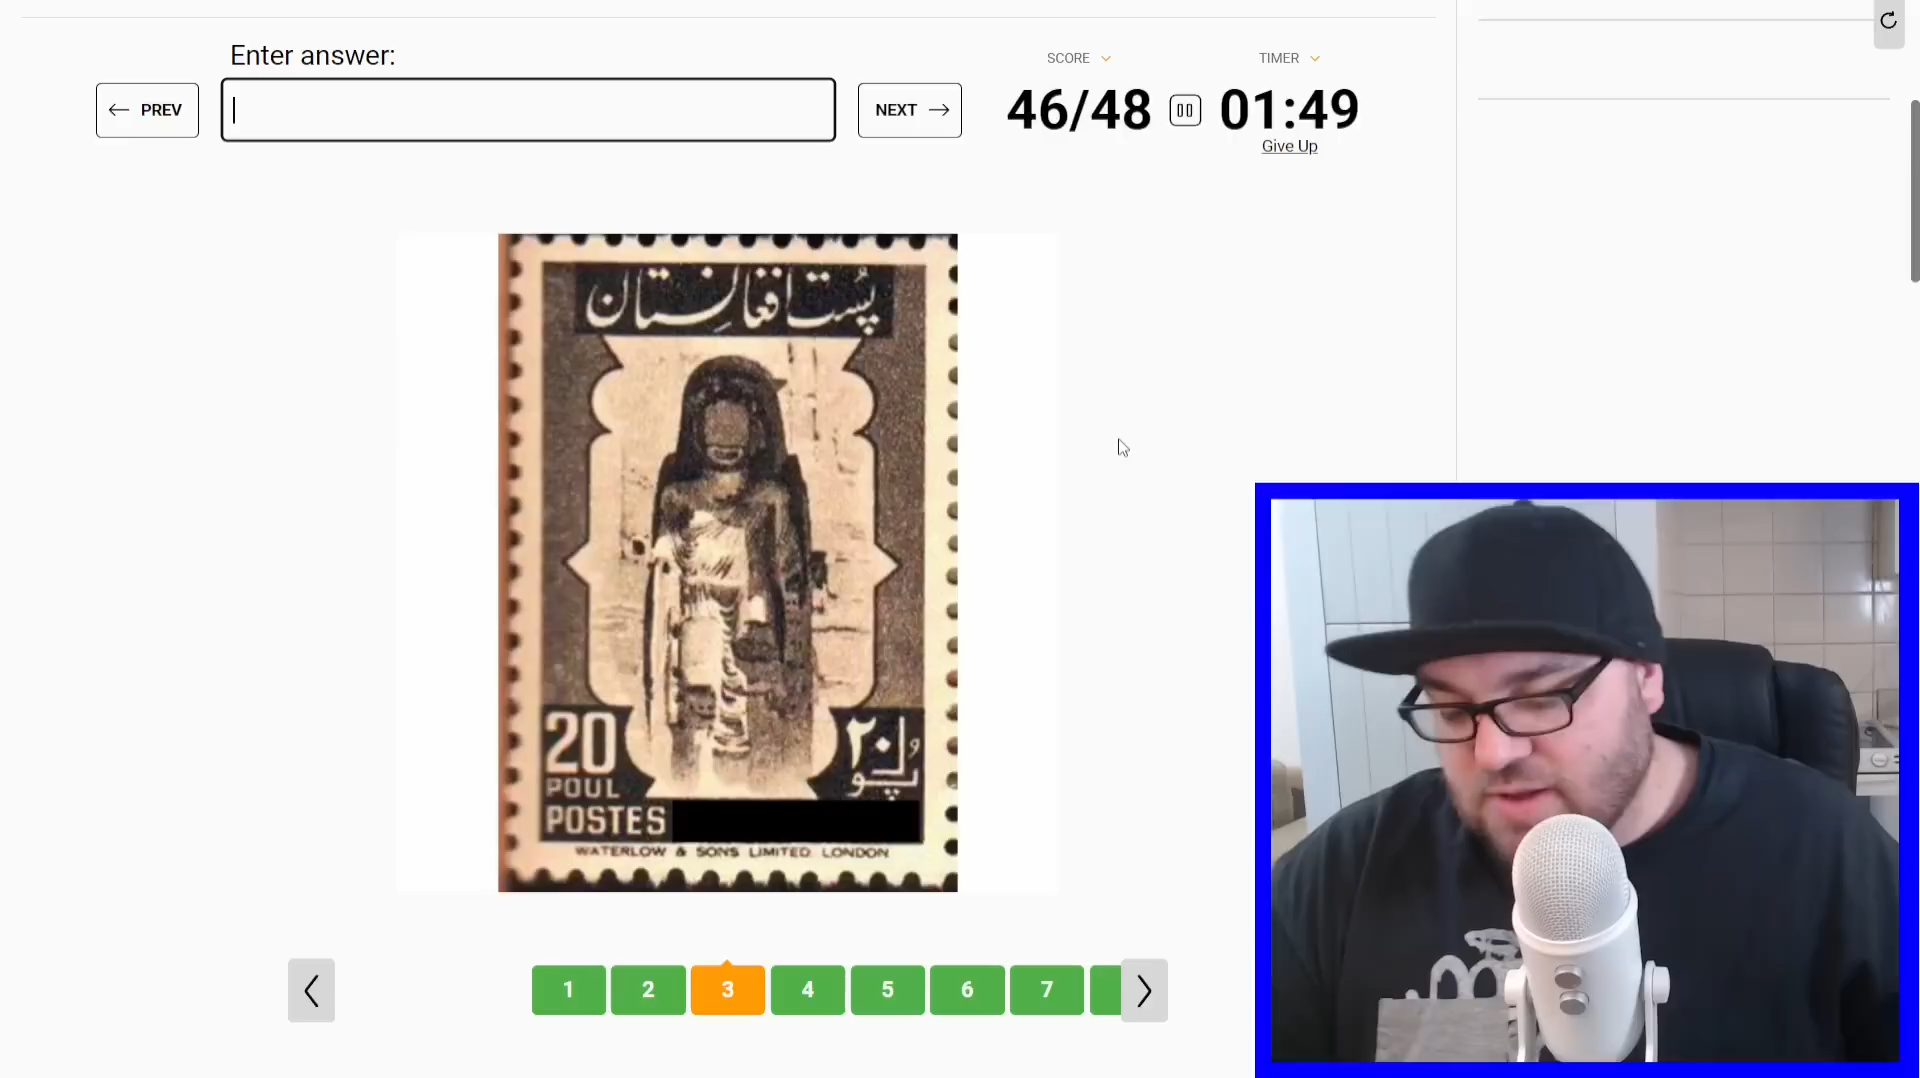 Enter answer:
← PREV
NEXT →
SCORE
46/48
TIMER
01:49
Give Up
پُست افغانستان
20
POUL
POSTES
۲۰ پول
WATERLOW & SONS LIMITED. LONDON
1
2
3
4
5
6
7